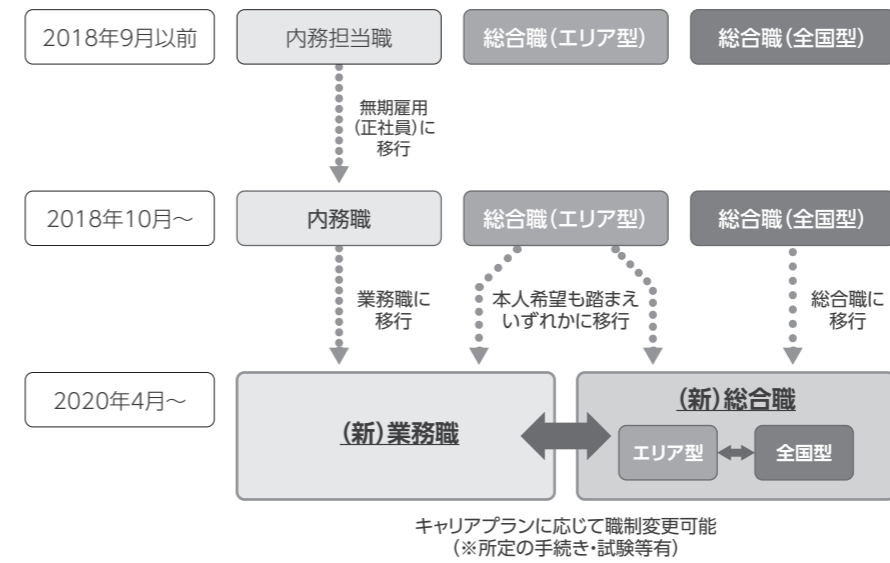 2018年9月以前
内務担当職
総合職（エリア型）
総合職（全国型）
無期雇用
（正社員）に
移行
2018年10月～
内務職
総合職（エリア型）
総合職（全国型）
業務職に
移行
本人希望も踏まえ
いずれかに移行
総合職に
移行
2020年4月～
（新）業務職
（新）総合職
エリア型
全国型
キャリアプランに応じて職制変更可能
（※所定の手続き・試験等有）